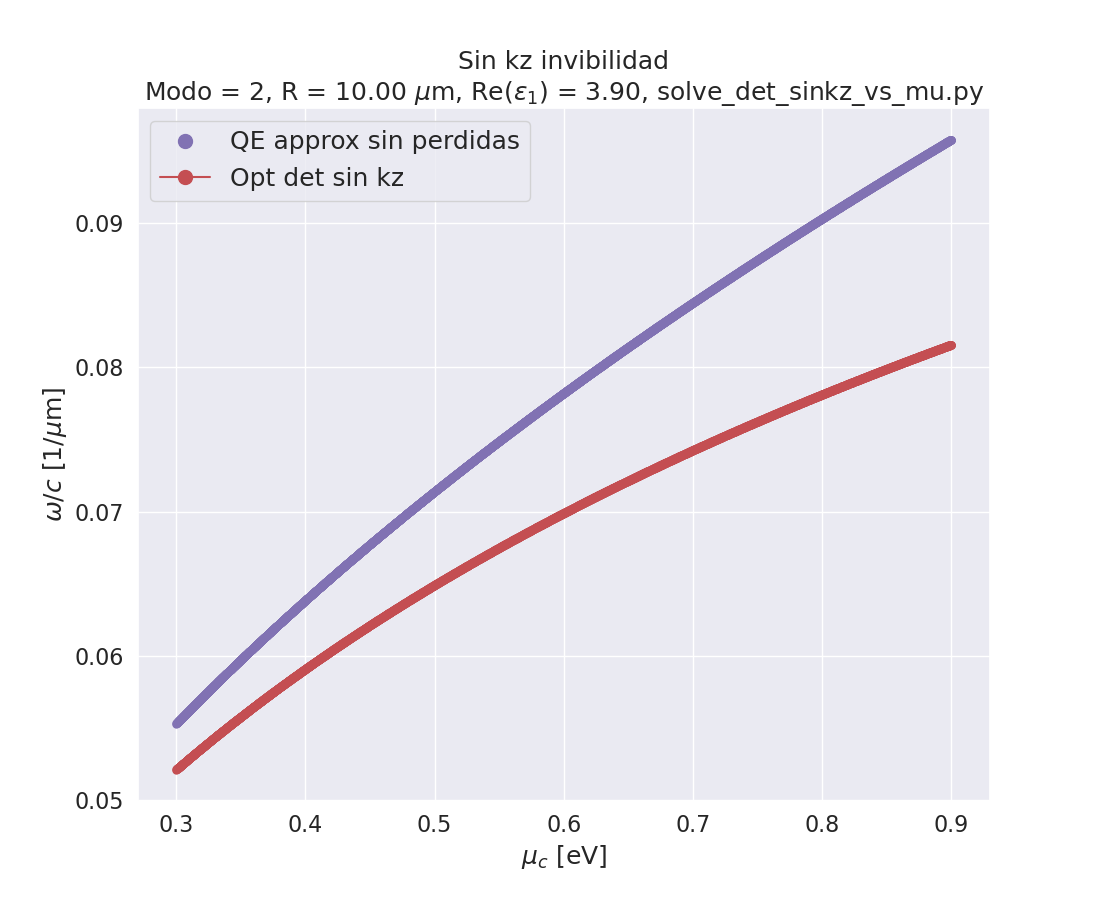 Sin kz invibilidad
Modo = 2, R = 10.00 μm, Re(ε₁) = 3.90, solve_det_sinkz_vs_mu.py
QE approx sin perdidas
Opt det sin kz
ω/c [1/μm]
0.09
0.08
0.07
0.06
0.05
0.3 0.4 0.5 0.6 0.7 0.8 0.9
μc [eV]